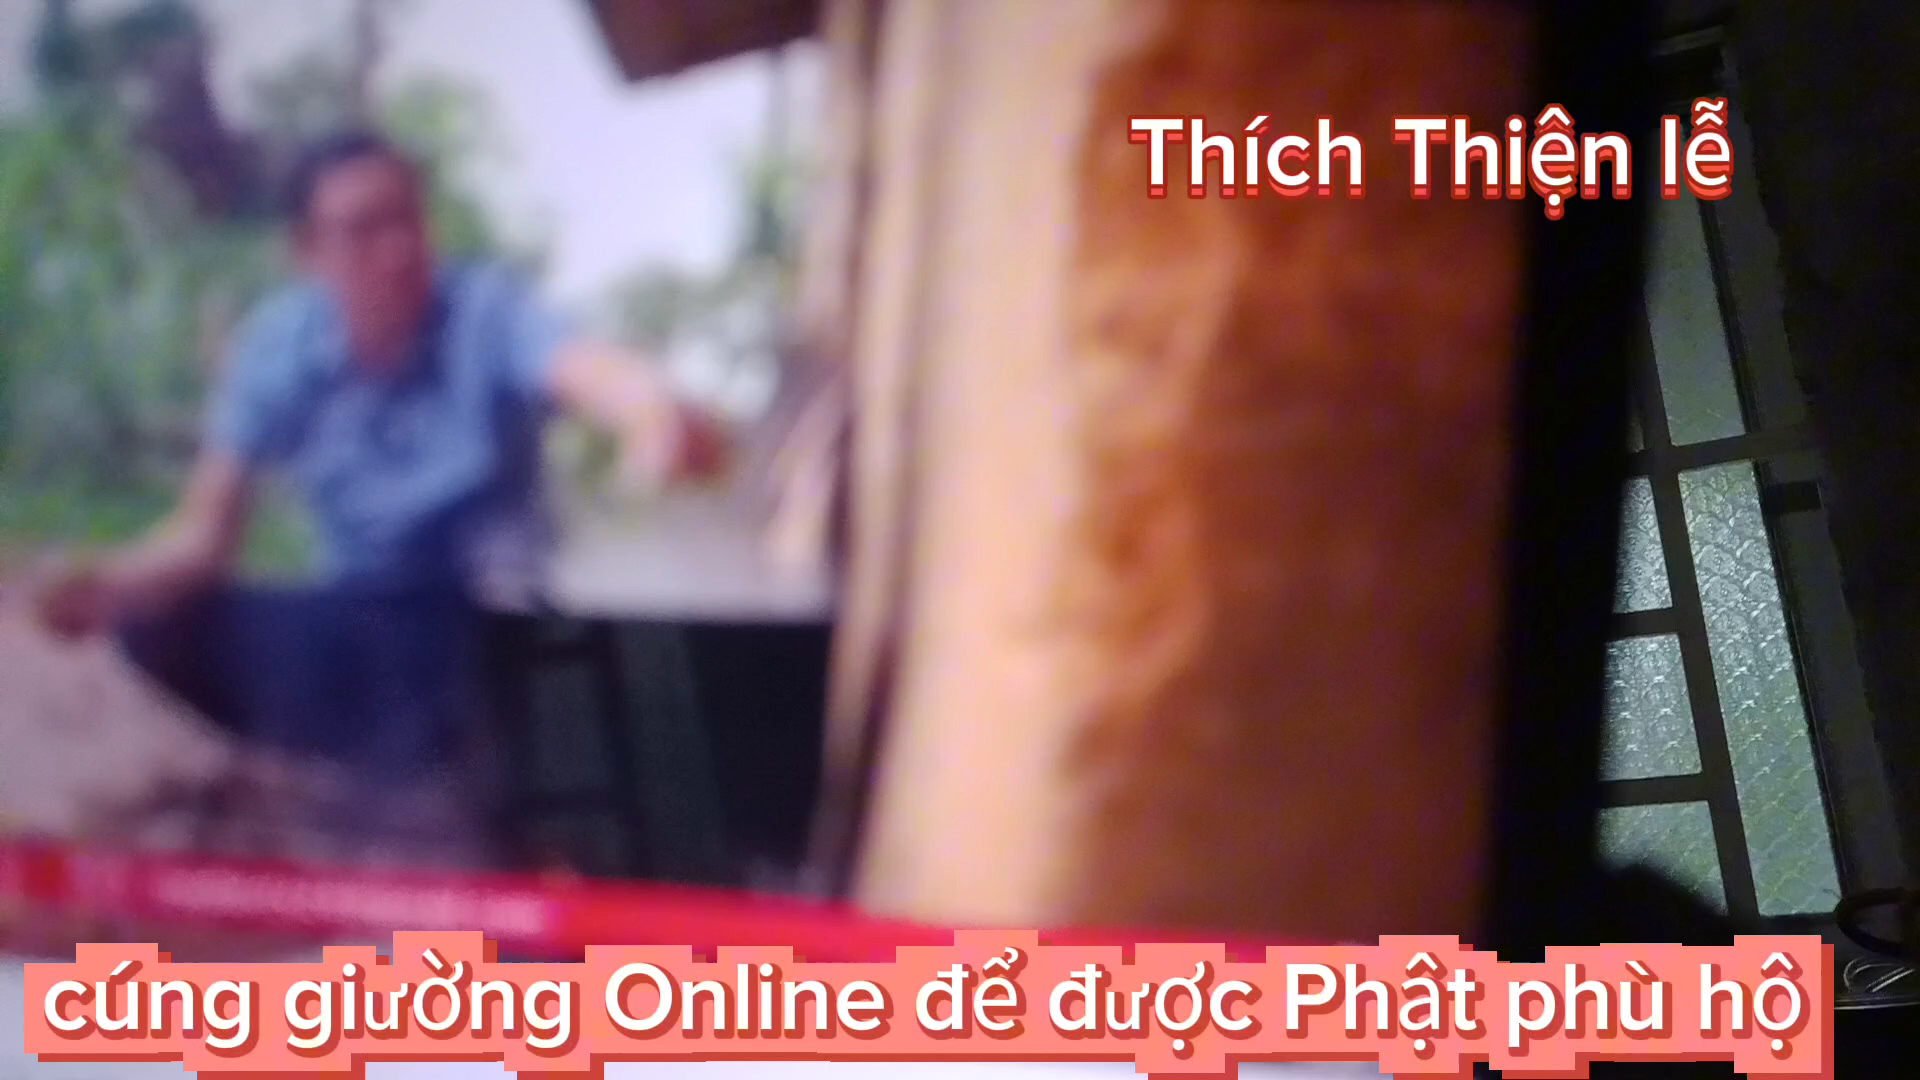 Thích Thiện lễ
cúng giường Online để được Phật phù hộ